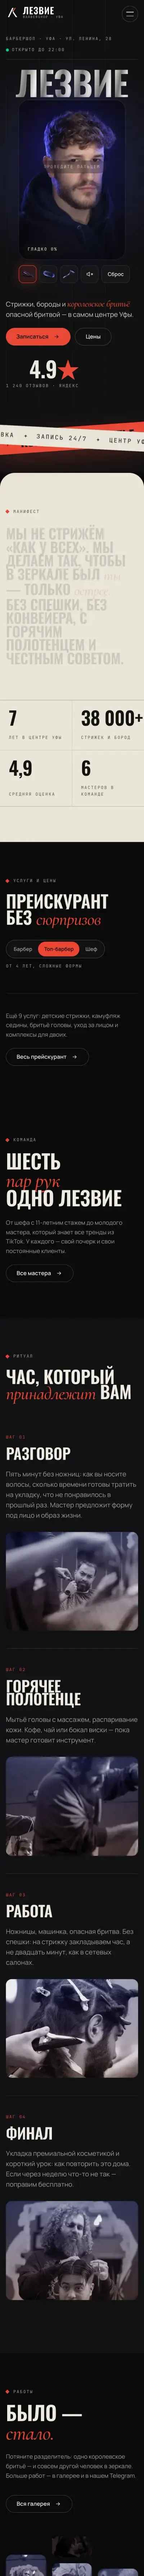 ЛЕЗВИЕ
БАРБЕРШОП · УФА
БАРБЕРШОП · УФА · УЛ. ЛЕНИНА, 28
ОТКРЫТО ДО 22:00
ЛЕЗВИЕ
ПРОВЕДИТЕ ПАЛЬЦЕМ
ГЛАДКО 0%
Сброс
Стрижки, бороды и королевское бритьё
опасной бритвой — в самом центре Уфы.
Записаться →
Цены
4.9★
1 240 ОТЗЫВОВ · ЯНДЕКС
ВКА ✦ ЗАПИСЬ 24/7 ✦ ЦЕНТР УФ
МАНИФЕСТ
МЫ НЕ СТРИЖЁМ
«КАК У ВСЕХ». МЫ
ДЕЛАЕМ ТАК, ЧТОБЫ
В ЗЕРКАЛЕ БЫЛ
— ТОЛЬКО
БЕЗ СПЕШКИ, БЕЗ
КОНВЕЙЕРА, С
ГОРЯЧИМ
ПОЛОТЕНЦЕМ И
ЧЕСТНЫМ СОВЕТОМ.
7
ЛЕТ В ЦЕНТРЕ УФЫ
38 000+
СТРИЖЕК И БОРОД
4,9
СРЕДНЯЯ ОЦЕНКА
6
МАСТЕРОВ В
КОМАНДЕ
УСЛУГИ И ЦЕНЫ
ПРЕЙСКУРАНТ
БЕЗ сюрпризов
Барбер
Топ-барбер
Шеф
ОТ 4 ЛЕТ, СЛОЖНЫЕ ФОРМЫ
Ещё 9 услуг: детские стрижки, камуфляж
седины, бритьё головы, уход за лицом и
комплексы для двоих.
Весь прейскурант →
КОМАНДА
ШЕСТЬ
пар рук
ОДНО ЛЕЗВИЕ
От шефа с 11-летним стажем до молодого
мастера, который знает все тренды из
TikTok. У каждого — свой почерк и свои
постоянные клиенты.
Все мастера →
РИТУАЛ
ЧАС, КОТОРЫЙ
принадлежит ВАМ
ШАГ 01
РАЗГОВОР
Пять минут без ножниц: как вы носите
волосы, сколько времени готовы тратить
на укладку, что не понравилось в
прошлый раз. Мастер предложит форму
под лицо и образ жизни.
ШАГ 02
ГОРЯЧЕЕ
ПОЛОТЕНЦЕ
Мытьё головы с массажем, распаривание
кожи. Кофе, чай или бокал виски — пока
мастер готовит инструмент.
ШАГ 03
РАБОТА
Ножницы, машинка, опасная бритва. Без
спешки: на стрижку закладываем час, а
не двадцать минут, как в сетевых
салонах.
ШАГ 04
ФИНАЛ
Укладка премиальной косметикой и
короткий урок: как повторить это дома.
Если через неделю что-то не так —
поправим бесплатно.
РАБОТЫ
БЫЛО —
стало.
Потяните разделитель: одно королевское
бритьё — и совсем другой человек в зеркале.
Больше работ — в галерее и в нашем Telegram.
Вся галерея →